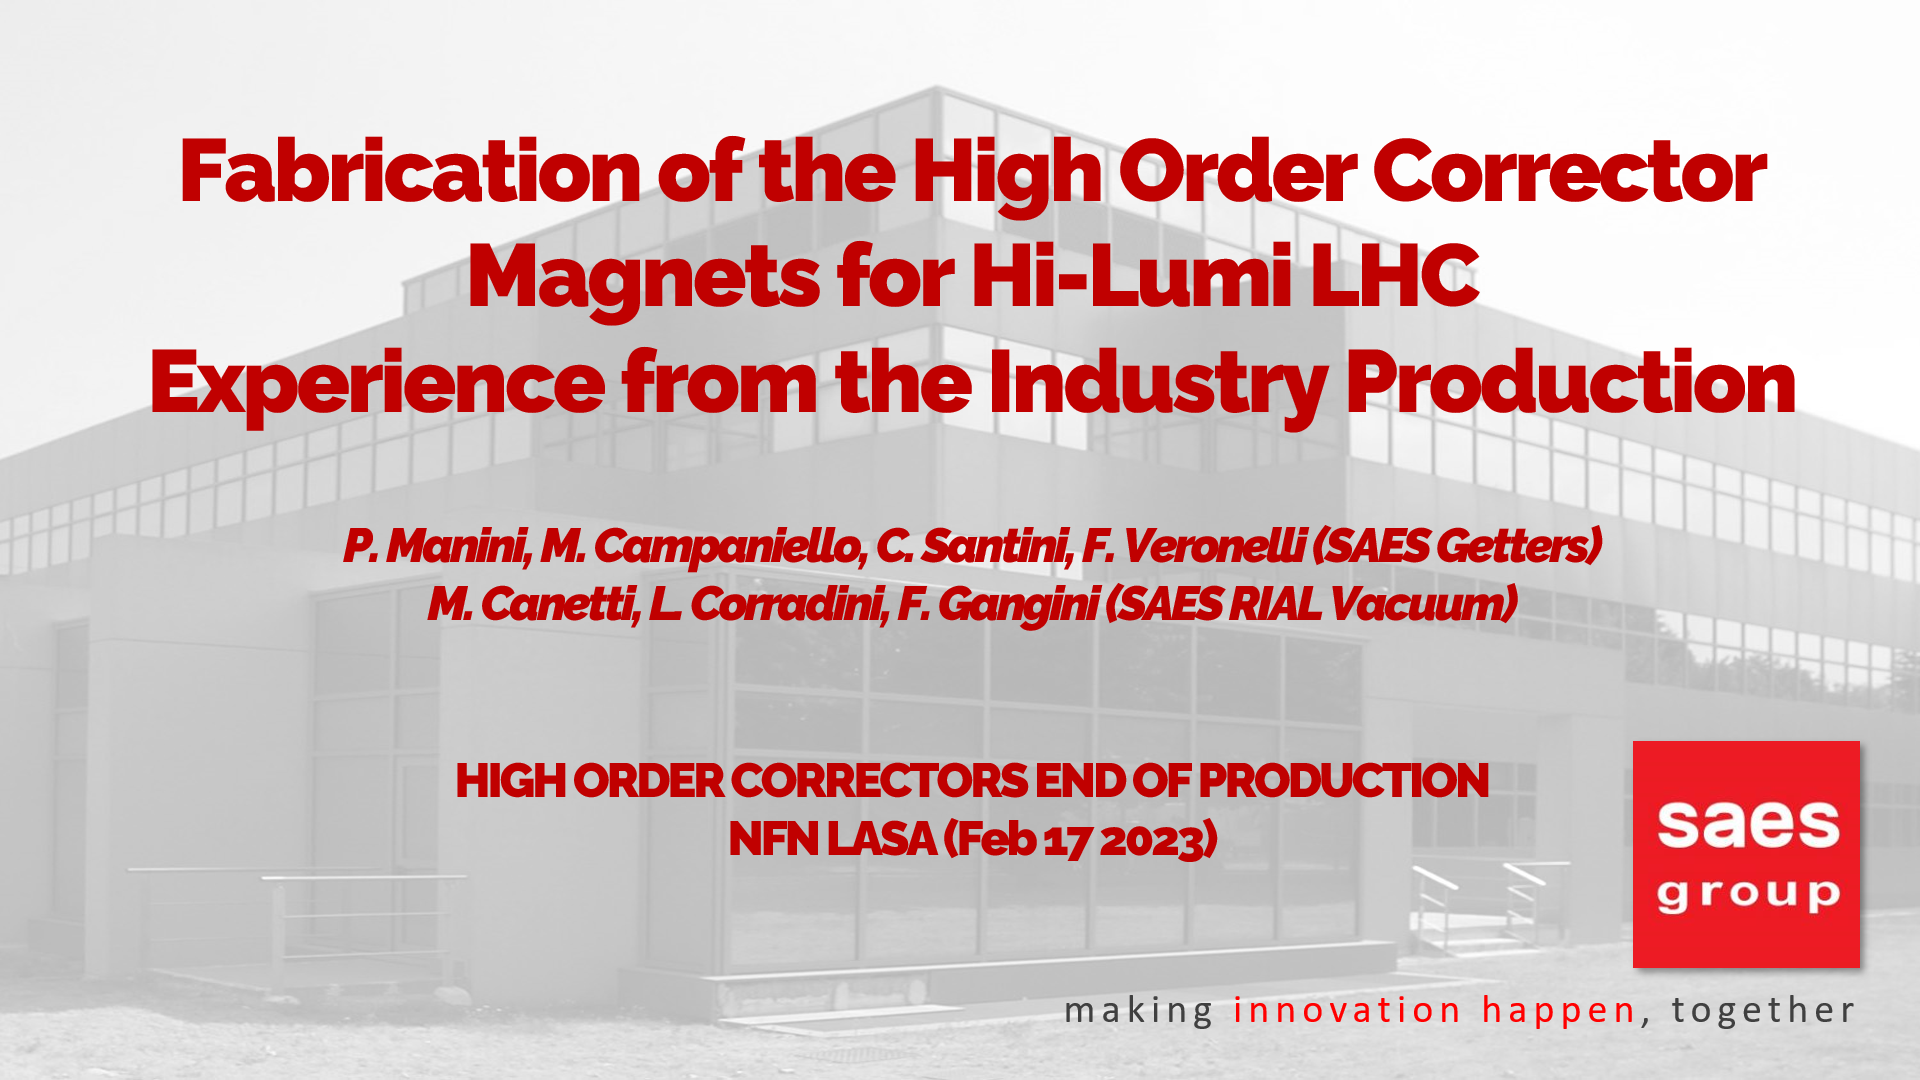 Fabrication of the High Order Corrector
Magnets for Hi-Lumi LHC
Experience from the Industry Production
P. Manini, M. Campaniello, C. Santini, F. Veronelli (SAES Getters)
M. Canetti, L. Corradini, F. Gangini (SAES RIAL Vacuum)
HIGH ORDER CORRECTORS END OF PRODUCTION
NFN LASA (Feb 17 2023)
saes
group
making innovation happen, together